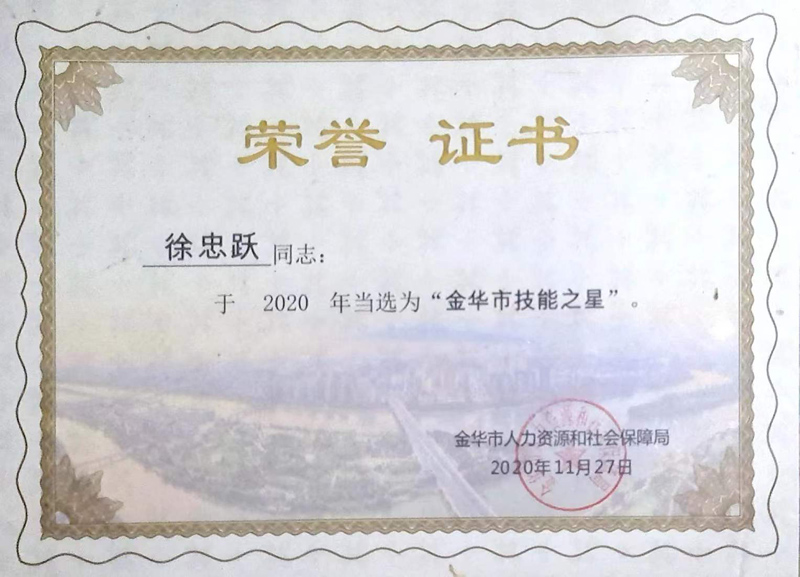 荣誉 证书
徐忠跃同志：
于 2020 年当选为“金华市技能之星”。
金华市人力资源和社会保障局
2020年11月27日